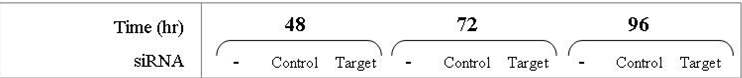 Time (hr) 48 72 96
siRNA - Control Target - Control Target - Control Target